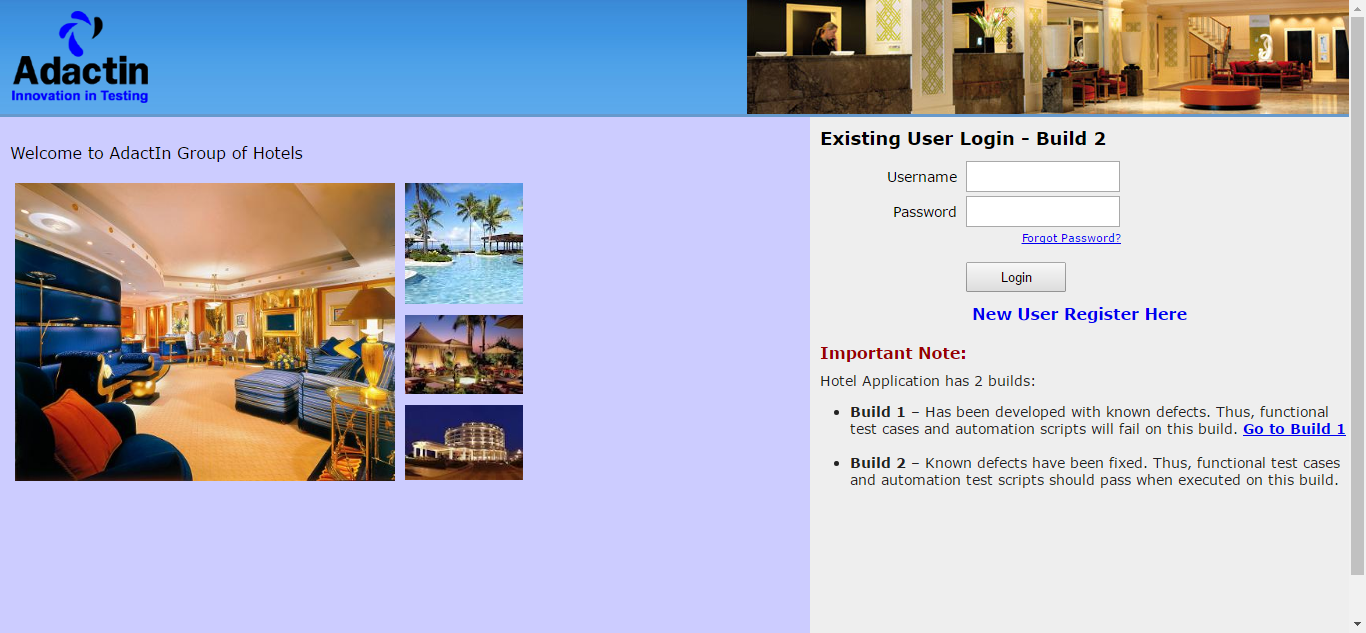 Adactin
Innovation in Testing
Welcome to AdactIn Group of Hotels
Existing User Login - Build 2
Username
Password
Forgot Password?
Login
New User Register Here
Important Note:
Hotel Application has 2 builds:
• Build 1 – Has been developed with known defects. Thus, functional
test cases and automation scripts will fail on this build. Go to Build 1
• Build 2 – Known defects have been fixed. Thus, functional test cases
and automation test scripts should pass when executed on this build.